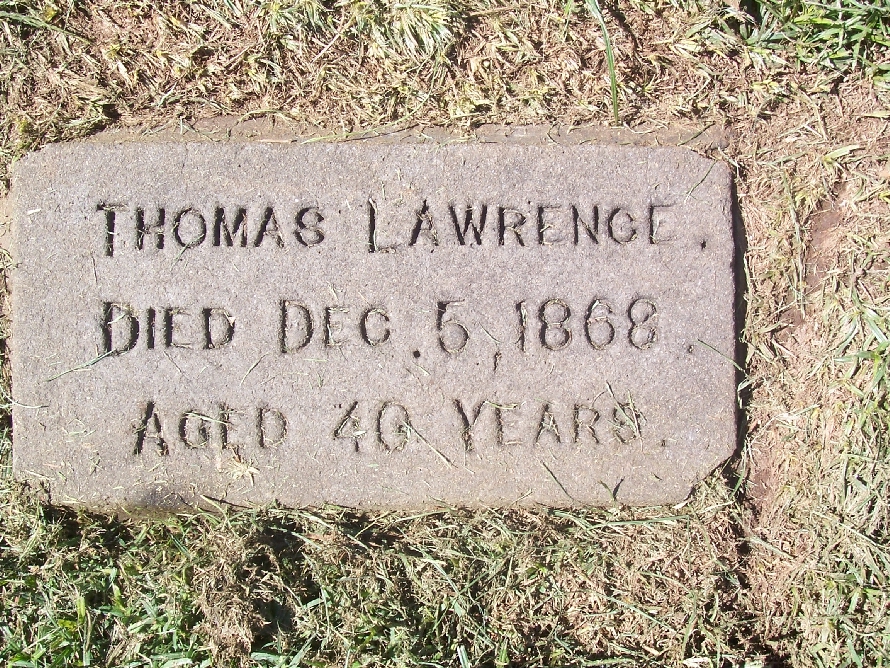 THOMAS LAWRENCE.
DIED DEC. 5, 1868.
AGED 40 YEARS.